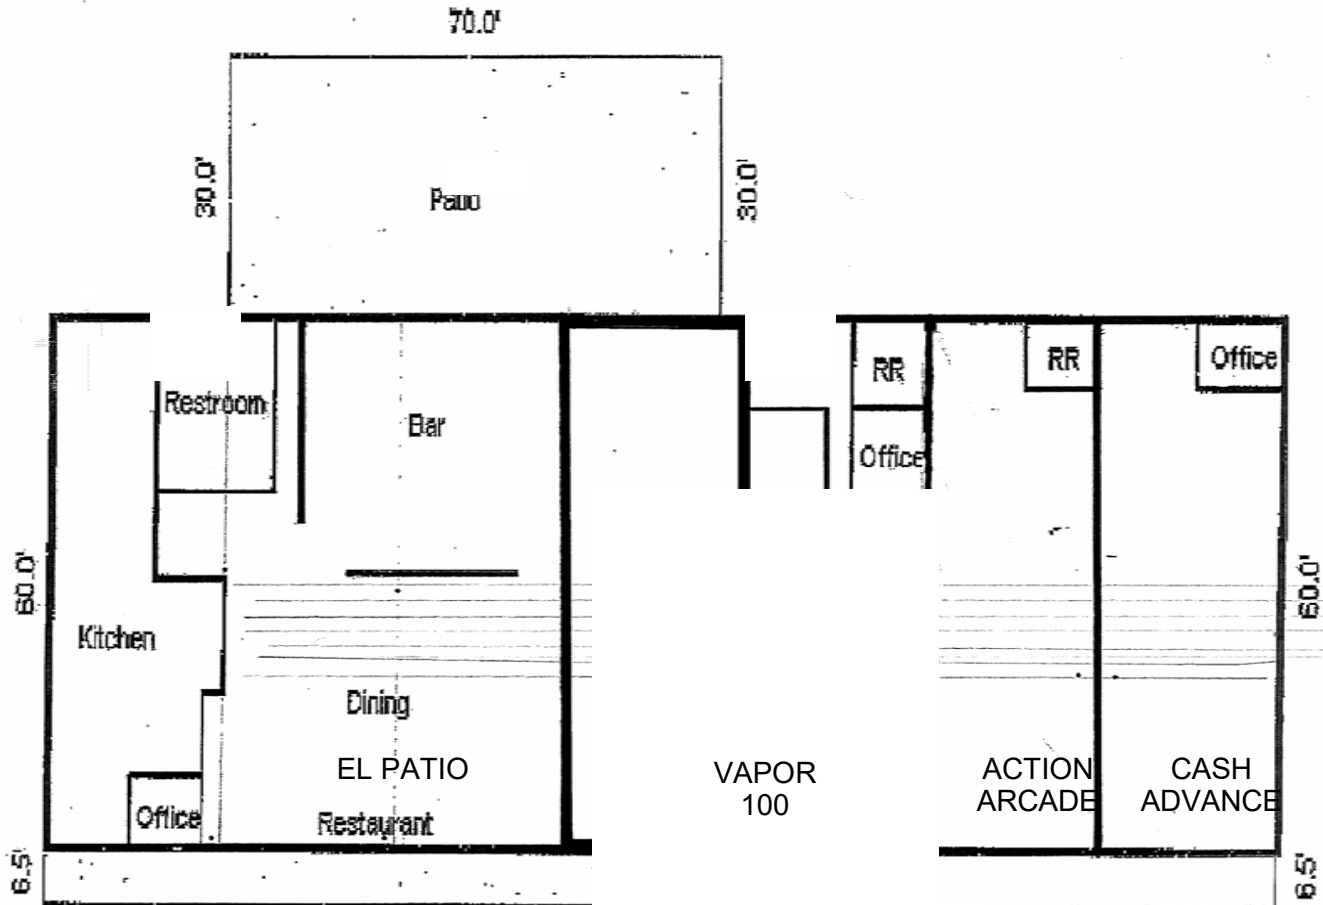 70.0'
30.0'
30.0'
Patio
Restroom
Bar
RR
Office
RR
Office
60.0'
60.0'
Kitchen
Dining
EL PATIO
VAPOR
100
ACTION
ARCADE
CASH
ADVANCE
Office
Restaurant
6.5'
6.5'